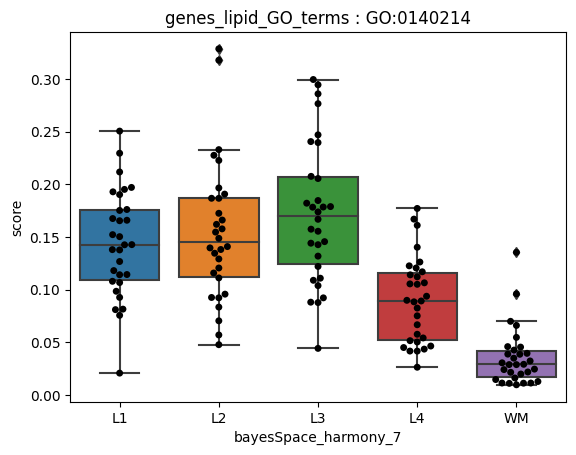 genes_lipid_GO_terms : GO:0140214
score
0.30
0.25
0.20
0.15
0.10
0.05
0.00
L1 L2 L3 L4 WM
bayesSpace_harmony_7